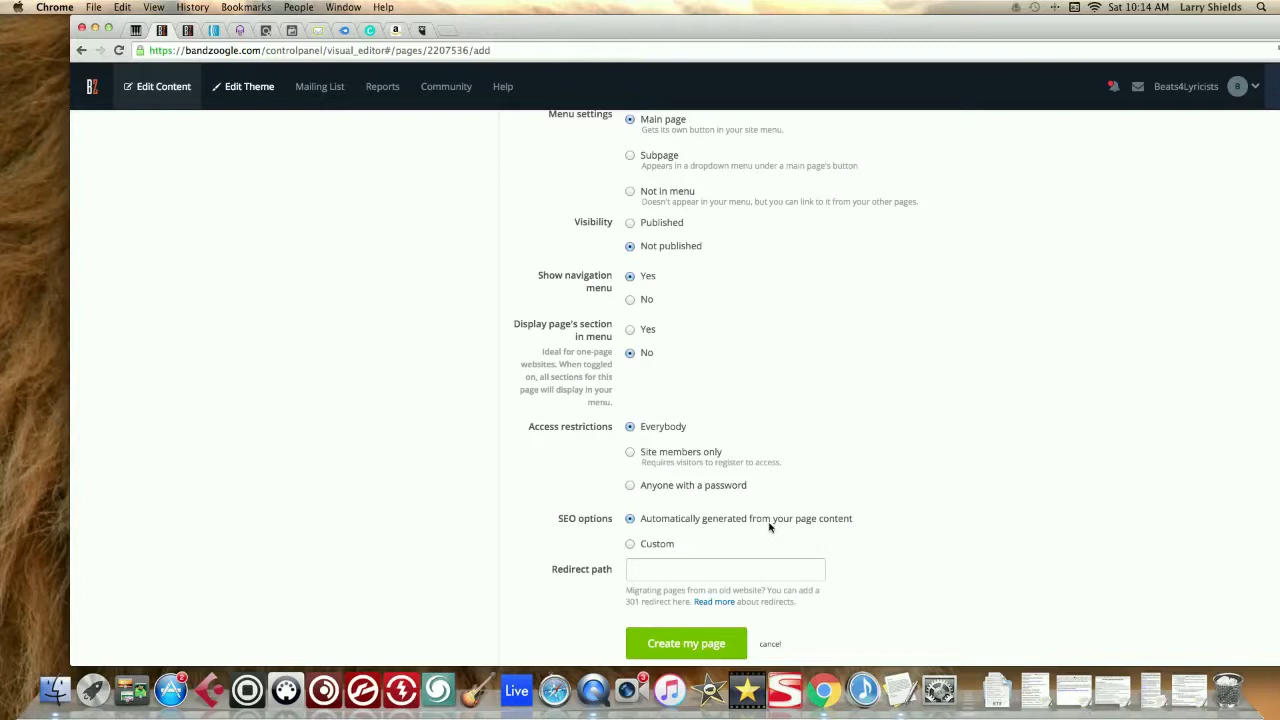 Chrome File Edit View History Bookmarks People Window Help Sat 10:14 AM Larry Shields
https://bandzoogle.com/controlpanel/visual_editor#/pages/2207536/add
BZ Edit Content Edit Theme Mailing List Reports Community Help Beats4Lyricists B
Menu settings
Main page
Gets its own button in your site menu.
Subpage
Appears in a dropdown menu under a main page's button
Not in menu
Doesn't appear in your menu, but you can link to it from your other pages.
Visibility
Published
Not published
Show navigation
menu
Yes
No
Display page's section
in menu
Ideal for one-page
websites. When toggled
on, all sections for this
page will display in your
menu.
Yes
No
Access restrictions
Everybody
Site members only
Requires visitors to register to access.
Anyone with a password
SEO options
Automatically generated from your page content
Custom
Redirect path
Migrating pages from an old website? You can add a
301 redirect here. Read more about redirects.
Create my page cancel
2
Live
3